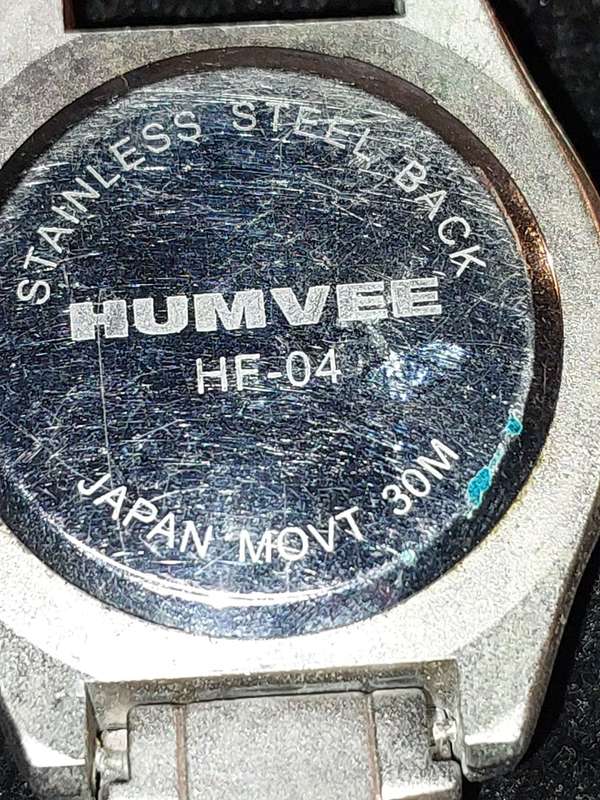 STAINLESS STEEL BACK
HUMVEE
HF-04
JAPAN MOVT 30M